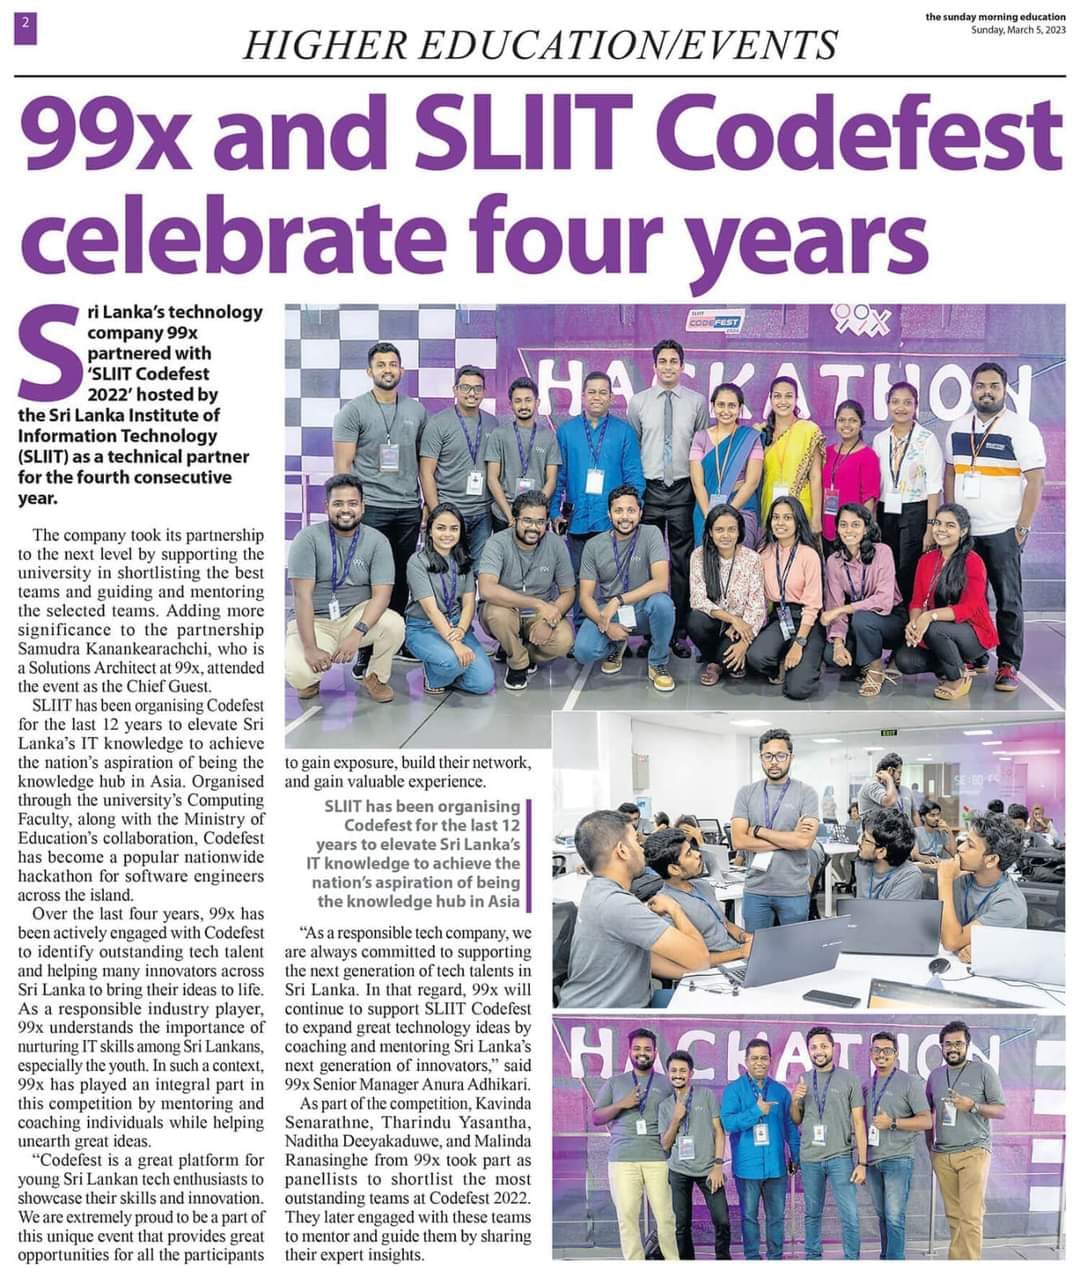 2
HIGHER EDUCATION/EVENTS
the sunday morning education
Sunday, March 5, 2023
99x and SLIIT Codefest
celebrate four years
Sri Lanka’s technology
company 99x
partnered with
‘SLIIT Codefest
2022’ hosted by
the Sri Lanka Institute of
Information Technology
(SLIIT) as a technical partner
for the fourth consecutive
year.
The company took its partnership
to the next level by supporting the
university in shortlisting the best
teams and guiding and mentoring
the selected teams. Adding more
significance to the partnership
Samudra Kanankearachchi, who is
a Solutions Architect at 99x, attended
the event as the Chief Guest.
SLIIT has been organising Codefest
for the last 12 years to elevate Sri
Lanka’s IT knowledge to achieve
the nation’s aspiration of being the
knowledge hub in Asia. Organised
through the university’s Computing
Faculty, along with the Ministry of
Education’s collaboration, Codefest
has become a popular nationwide
hackathon for software engineers
across the island.
Over the last four years, 99x has
been actively engaged with Codefest
to identify outstanding tech talent
and helping many innovators across
Sri Lanka to bring their ideas to life.
As a responsible industry player,
99x understands the importance of
nurturing IT skills among Sri Lankans,
especially the youth. In such a context,
99x has played an integral part in
this competition by mentoring and
coaching individuals while helping
unearth great ideas.
“Codefest is a great platform for
young Sri Lankan tech enthusiasts to
showcase their skills and innovation.
We are extremely proud to be a part of
this unique event that provides great
opportunities for all the participants
to gain exposure, build their network,
and gain valuable experience.
SLIIT has been organising
Codefest for the last 12
years to elevate Sri Lanka’s
IT knowledge to achieve the
nation’s aspiration of being
the knowledge hub in Asia
“As a responsible tech company, we
are always committed to supporting
the next generation of tech talents in
Sri Lanka. In that regard, 99x will
continue to support SLIIT Codefest
to expand great technology ideas by
coaching and mentoring Sri Lanka’s
next generation of innovators,” said
99x Senior Manager Anura Adhikari.
As part of the competition, Kavinda
Senarathne, Tharindu Yasantha,
Naditha Deeyakaduwe, and Malinda
Ranasinghe from 99x took part as
panellists to shortlist the most
outstanding teams at Codefest 2022.
They later engaged with these teams
to mentor and guide them by sharing
their expert insights.
SLIIT
CODEFEST
99x
HACKATHON
EXIT
HACKATHON